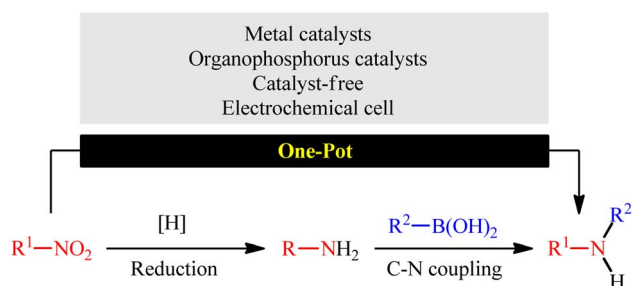 Metal catalysts
Organophosphorus catalysts
Catalyst-free
Electrochemical cell
One-Pot
R¹—NO₂
[H]
Reduction
R—NH₂
R²—B(OH)₂
C-N coupling
R²
R¹—N
H